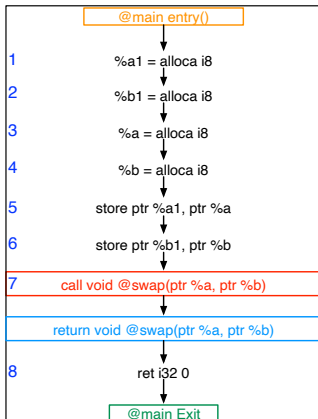 @main entry()
1 %a1 = alloca i8
2 %b1 = alloca i8
3 %a = alloca i8
4 %b = alloca i8
5 store ptr %a1, ptr %a
6 store ptr %b1, ptr %b
7 call void @swap(ptr %a, ptr %b)
return void @swap(ptr %a, ptr %b)
8 ret i32 0
@main Exit